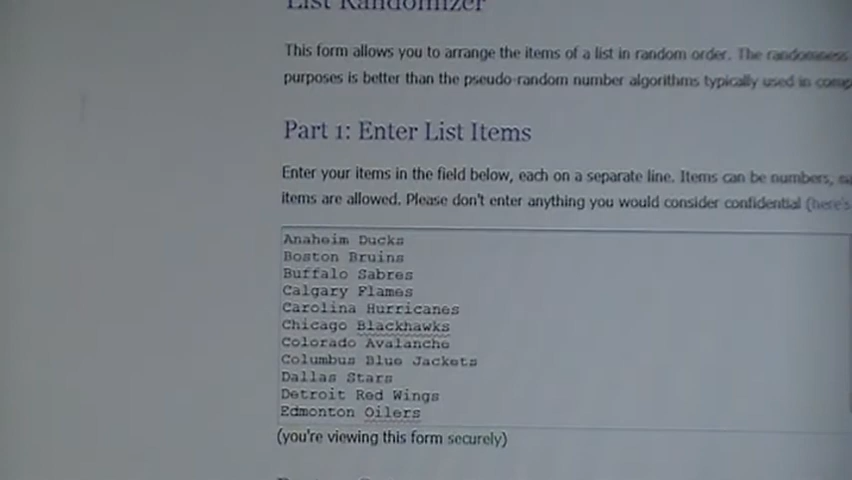 List Randomizer
This form allows you to arrange the items of a list in random order. The randomness
purposes is better than the pseudo-random number algorithms typically used in
Part 1: Enter List Items
Enter your items in the field below, each on a separate line. Items can be numbers,
items are allowed. Please don't enter anything you would consider confidential (here's
Anaheim Ducks
Boston Bruins
Buffalo Sabres
Calgary Flames
Carolina Hurricanes
Chicago Blackhawks
Colorado Avalanche
Columbus Blue Jackets
Dallas Stars
Detroit Red Wings
Edmonton Oilers
(you're viewing this form securely)